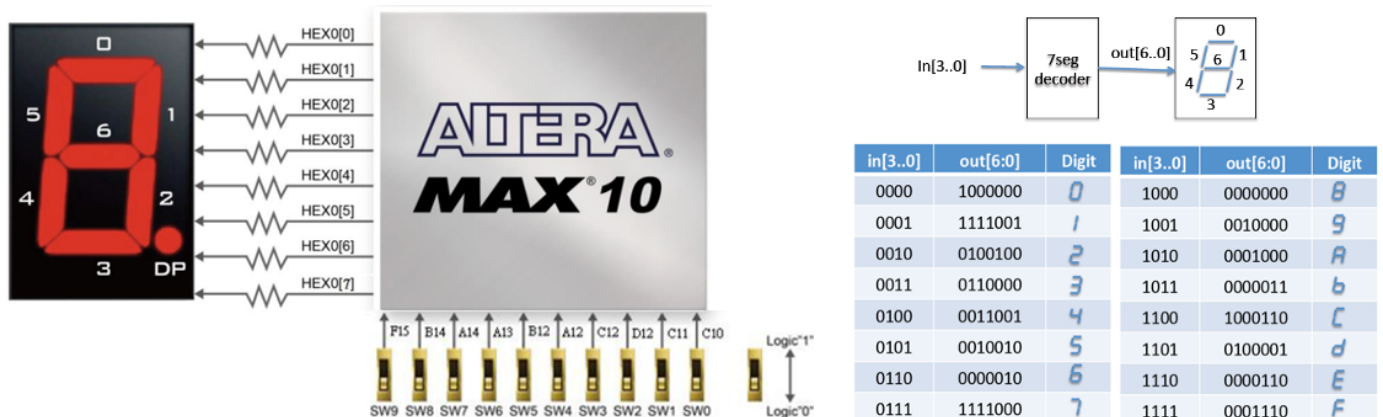 0
1
2
3
4
5
6
DP
HEX0[0]
HEX0[1]
HEX0[2]
HEX0[3]
HEX0[4]
HEX0[5]
HEX0[6]
HEX0[7]
ALTERA®
MAX®10
F15 B14 A14 A13 B12 A12 C12 D12 C11 C10
SW9 SW8 SW7 SW6 SW5 SW4 SW3 SW2 SW1 SW0
Logic"1"
Logic"0"
In[3..0]
7seg
decoder
out[6..0]
0
5 6 1
4 2
3
in[3..0] out[6:0] Digit
0000 1000000 0
0001 1111001 1
0010 0100100 2
0011 0110000 3
0100 0011001 4
0101 0010010 5
0110 0000010 6
0111 1111000 7
in[3..0] out[6:0] Digit
1000 0000000 8
1001 0010000 9
1010 0001000 A
1011 0000011 b
1100 1000110 C
1101 0100001 d
1110 0000110 E
1111 0001110 F